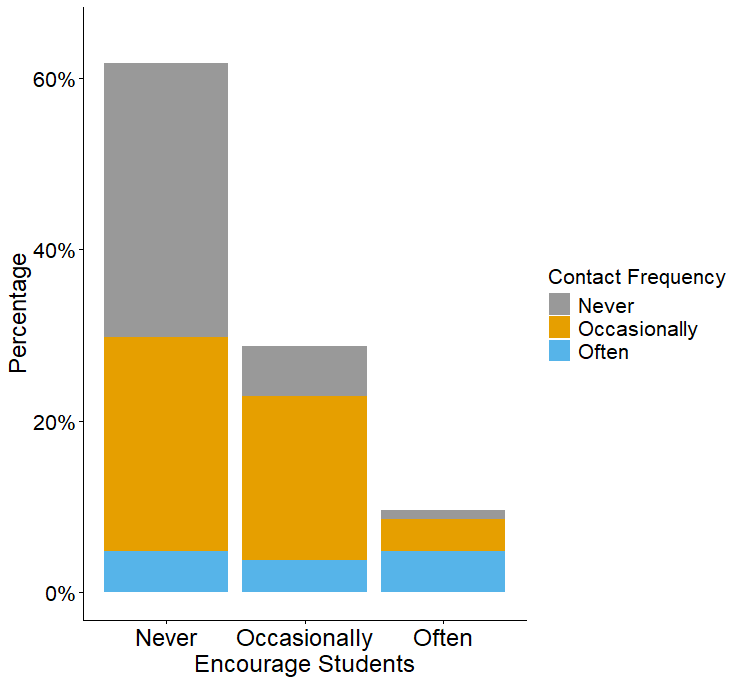 60%
40%
20%
0%
Percentage
Never
Occasionally
Often
Encourage Students
Contact Frequency
Never
Occasionally
Often